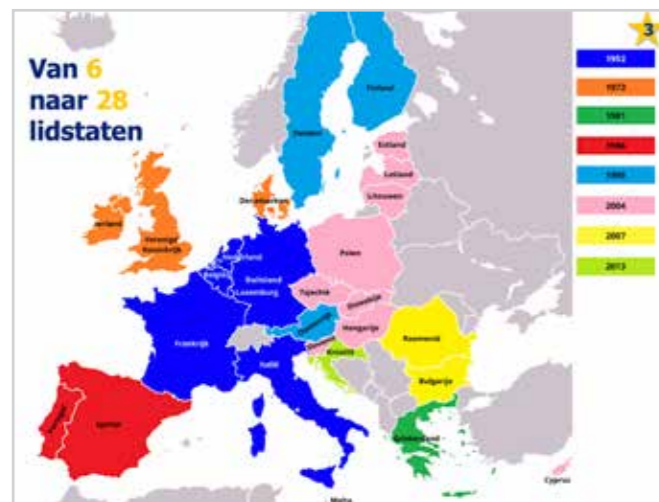 Van 6
naar 28
lidstaten
3
1952
1973
1981
1986
1995
2004
2007
2013
Finland
Zweden
Estland
Letland
Litouwen
Denemarken
Ierland
Verenigd
Koninkrijk
Nederland
België
Duitsland
Luxemburg
Polen
Tsjechië
Slowakije
Oostenrijk
Hongarije
Slovenië
Kroatië
Roemenië
Bulgarije
Frankrijk
Italië
Portugal
Spanje
Griekenland
Malta
Cyprus